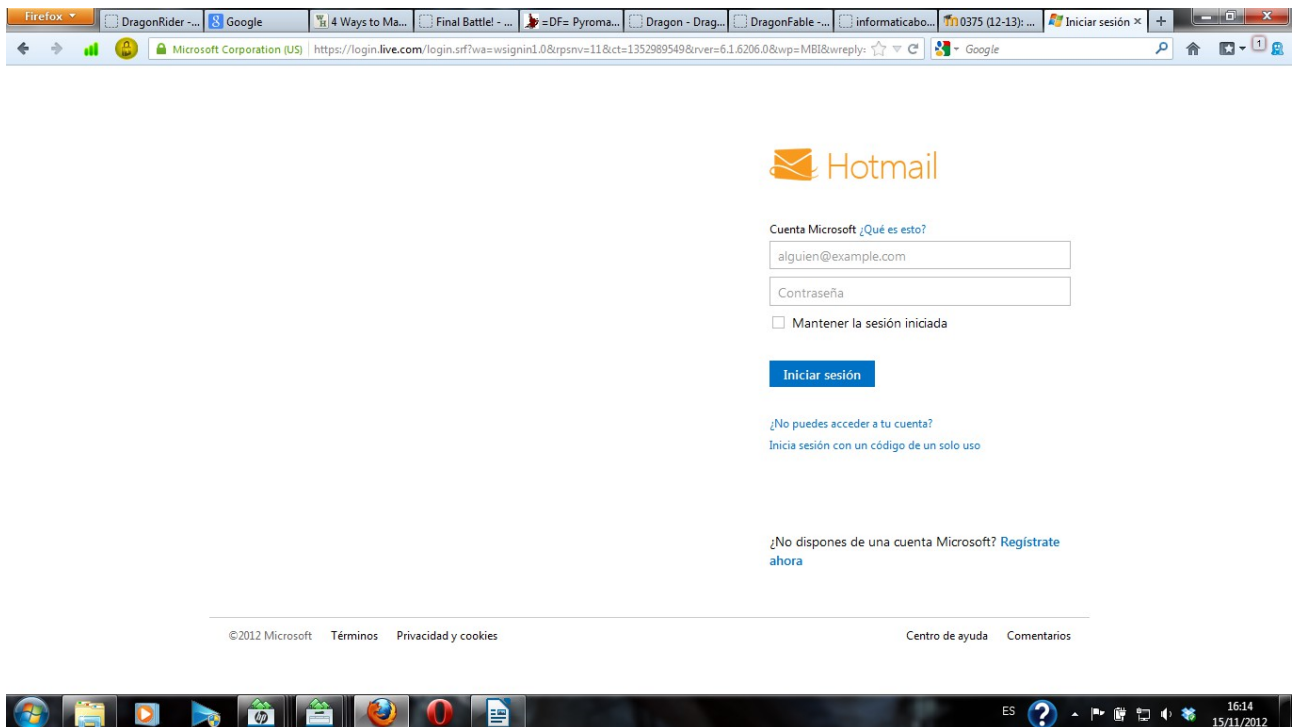 Firefox
DragonRider -...
Google
4 Ways to Ma...
Final Battle! - ...
=DF= Pyroma...
Dragon - Drag...
DragonFable -...
informaticabo...
0375 (12-13): ...
Iniciar sesión
Microsoft Corporation (US)
https://login.live.com/login.srf?wa=wsignin1.0&rpsnv=11&ct=1352989549&rver=6.1.6206.0&wp=MBI&wreply:
Google
1
Hotmail
Cuenta Microsoft ¿Qué es esto?
alguien@example.com
Contraseña
Mantener la sesión iniciada
Iniciar sesión
¿No puedes acceder a tu cuenta?
Inicia sesión con un código de un solo uso
¿No dispones de una cuenta Microsoft? Regístrate
ahora
©2012 Microsoft Términos Privacidad y cookies Centro de ayuda Comentarios
ES
16:14
15/11/2012